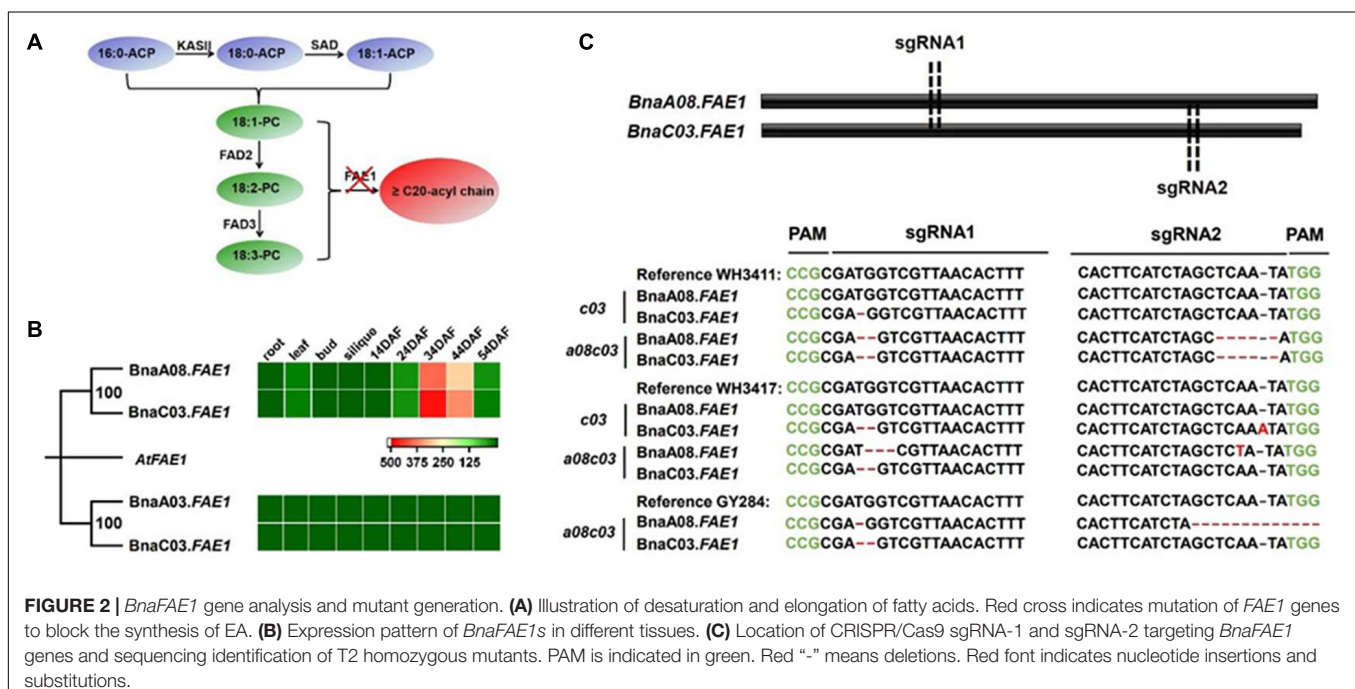 A
16:0-ACP KASII 18:0-ACP SAD 18:1-ACP
18:1-PC
FAD2
18:2-PC FAE1 ≥ C20-acyl chain
FAD3
18:3-PC
B
root leaf bud silique 14DAF 24DAF 34DAF 44DAF 54DAF
BnaA08.FAE1
100
BnaC03.FAE1
500 375 250 125
AtFAE1
BnaA03.FAE1
100
BnaC03.FAE1
C
sgRNA1
BnaA08.FAE1
BnaC03.FAE1
sgRNA2
PAM sgRNA1 sgRNA2 PAM
Reference WH3411: CCGCGATGGTCGTTAACACTTT CACTTCATCTAGCTCAA-TATGG
c03 BnaA08.FAE1 CCGCGATGGTCGTTAACACTTT CACTTCATCTAGCTCAA-TATGG
BnaC03.FAE1 CCGCGA-GGTCGTTAACACTTT CACTTCATCTAGCTCAA-TATGG
a08c03 BnaA08.FAE1 CCGCGA--GTCGTTAACACTTT CACTTCATCTAGC------ATGG
BnaC03.FAE1 CCGCGA--GTCGTTAACACTTT CACTTCATCTAGC------ATGG
Reference WH3417: CCGCGATGGTCGTTAACACTTT CACTTCATCTAGCTCAA-TATGG
c03 BnaA08.FAE1 CCGCGATGGTCGTTAACACTTT CACTTCATCTAGCTCAA-TATGG
BnaC03.FAE1 CCGCGA--GTCGTTAACACTTT CACTTCATCTAGCTCAAATATGG
a08c03 BnaA08.FAE1 CCGCGAT---CGTTAACACTTT CACTTCATCTAGCTCTA-TATGG
BnaC03.FAE1 CCGCGA--GTCGTTAACACTTT CACTTCATCTAGCTCAA-TATGG
Reference GY284: CCGCGATGGTCGTTAACACTTT CACTTCATCTAGCTCAA-TATGG
a08c03 BnaA08.FAE1 CCGCGA-GGTCGTTAACACTTT CACTTCATCTA------------
BnaC03.FAE1 CCGCGA--GTCGTTAACACTTT CACTTCATCTAGCTCAA-TATGG
FIGURE 2 | BnaFAE1 gene analysis and mutant generation. (A) Illustration of desaturation and elongation of fatty acids. Red cross indicates mutation of FAE1 genes
to block the synthesis of EA. (B) Expression pattern of BnaFAE1s in different tissues. (C) Location of CRISPR/Cas9 sgRNA-1 and sgRNA-2 targeting BnaFAE1
genes and sequencing identification of T2 homozygous mutants. PAM is indicated in green. Red “-” means deletions. Red font indicates nucleotide insertions and
substitutions.